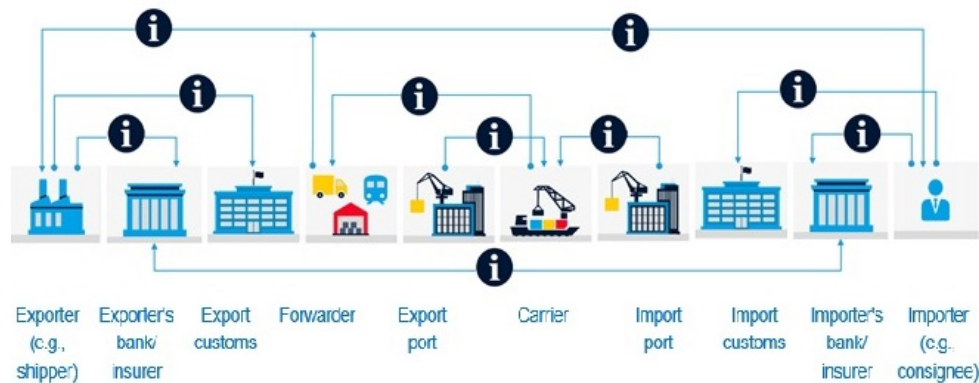 i i
i i i
i i i i
i
Exporter Exporter's Export Forwarder Export Carrier Import Import Importer's Importer
(c.g., bank/ customs port port customs bank/ (e.g.,
shipper) insurer insurer consignee)